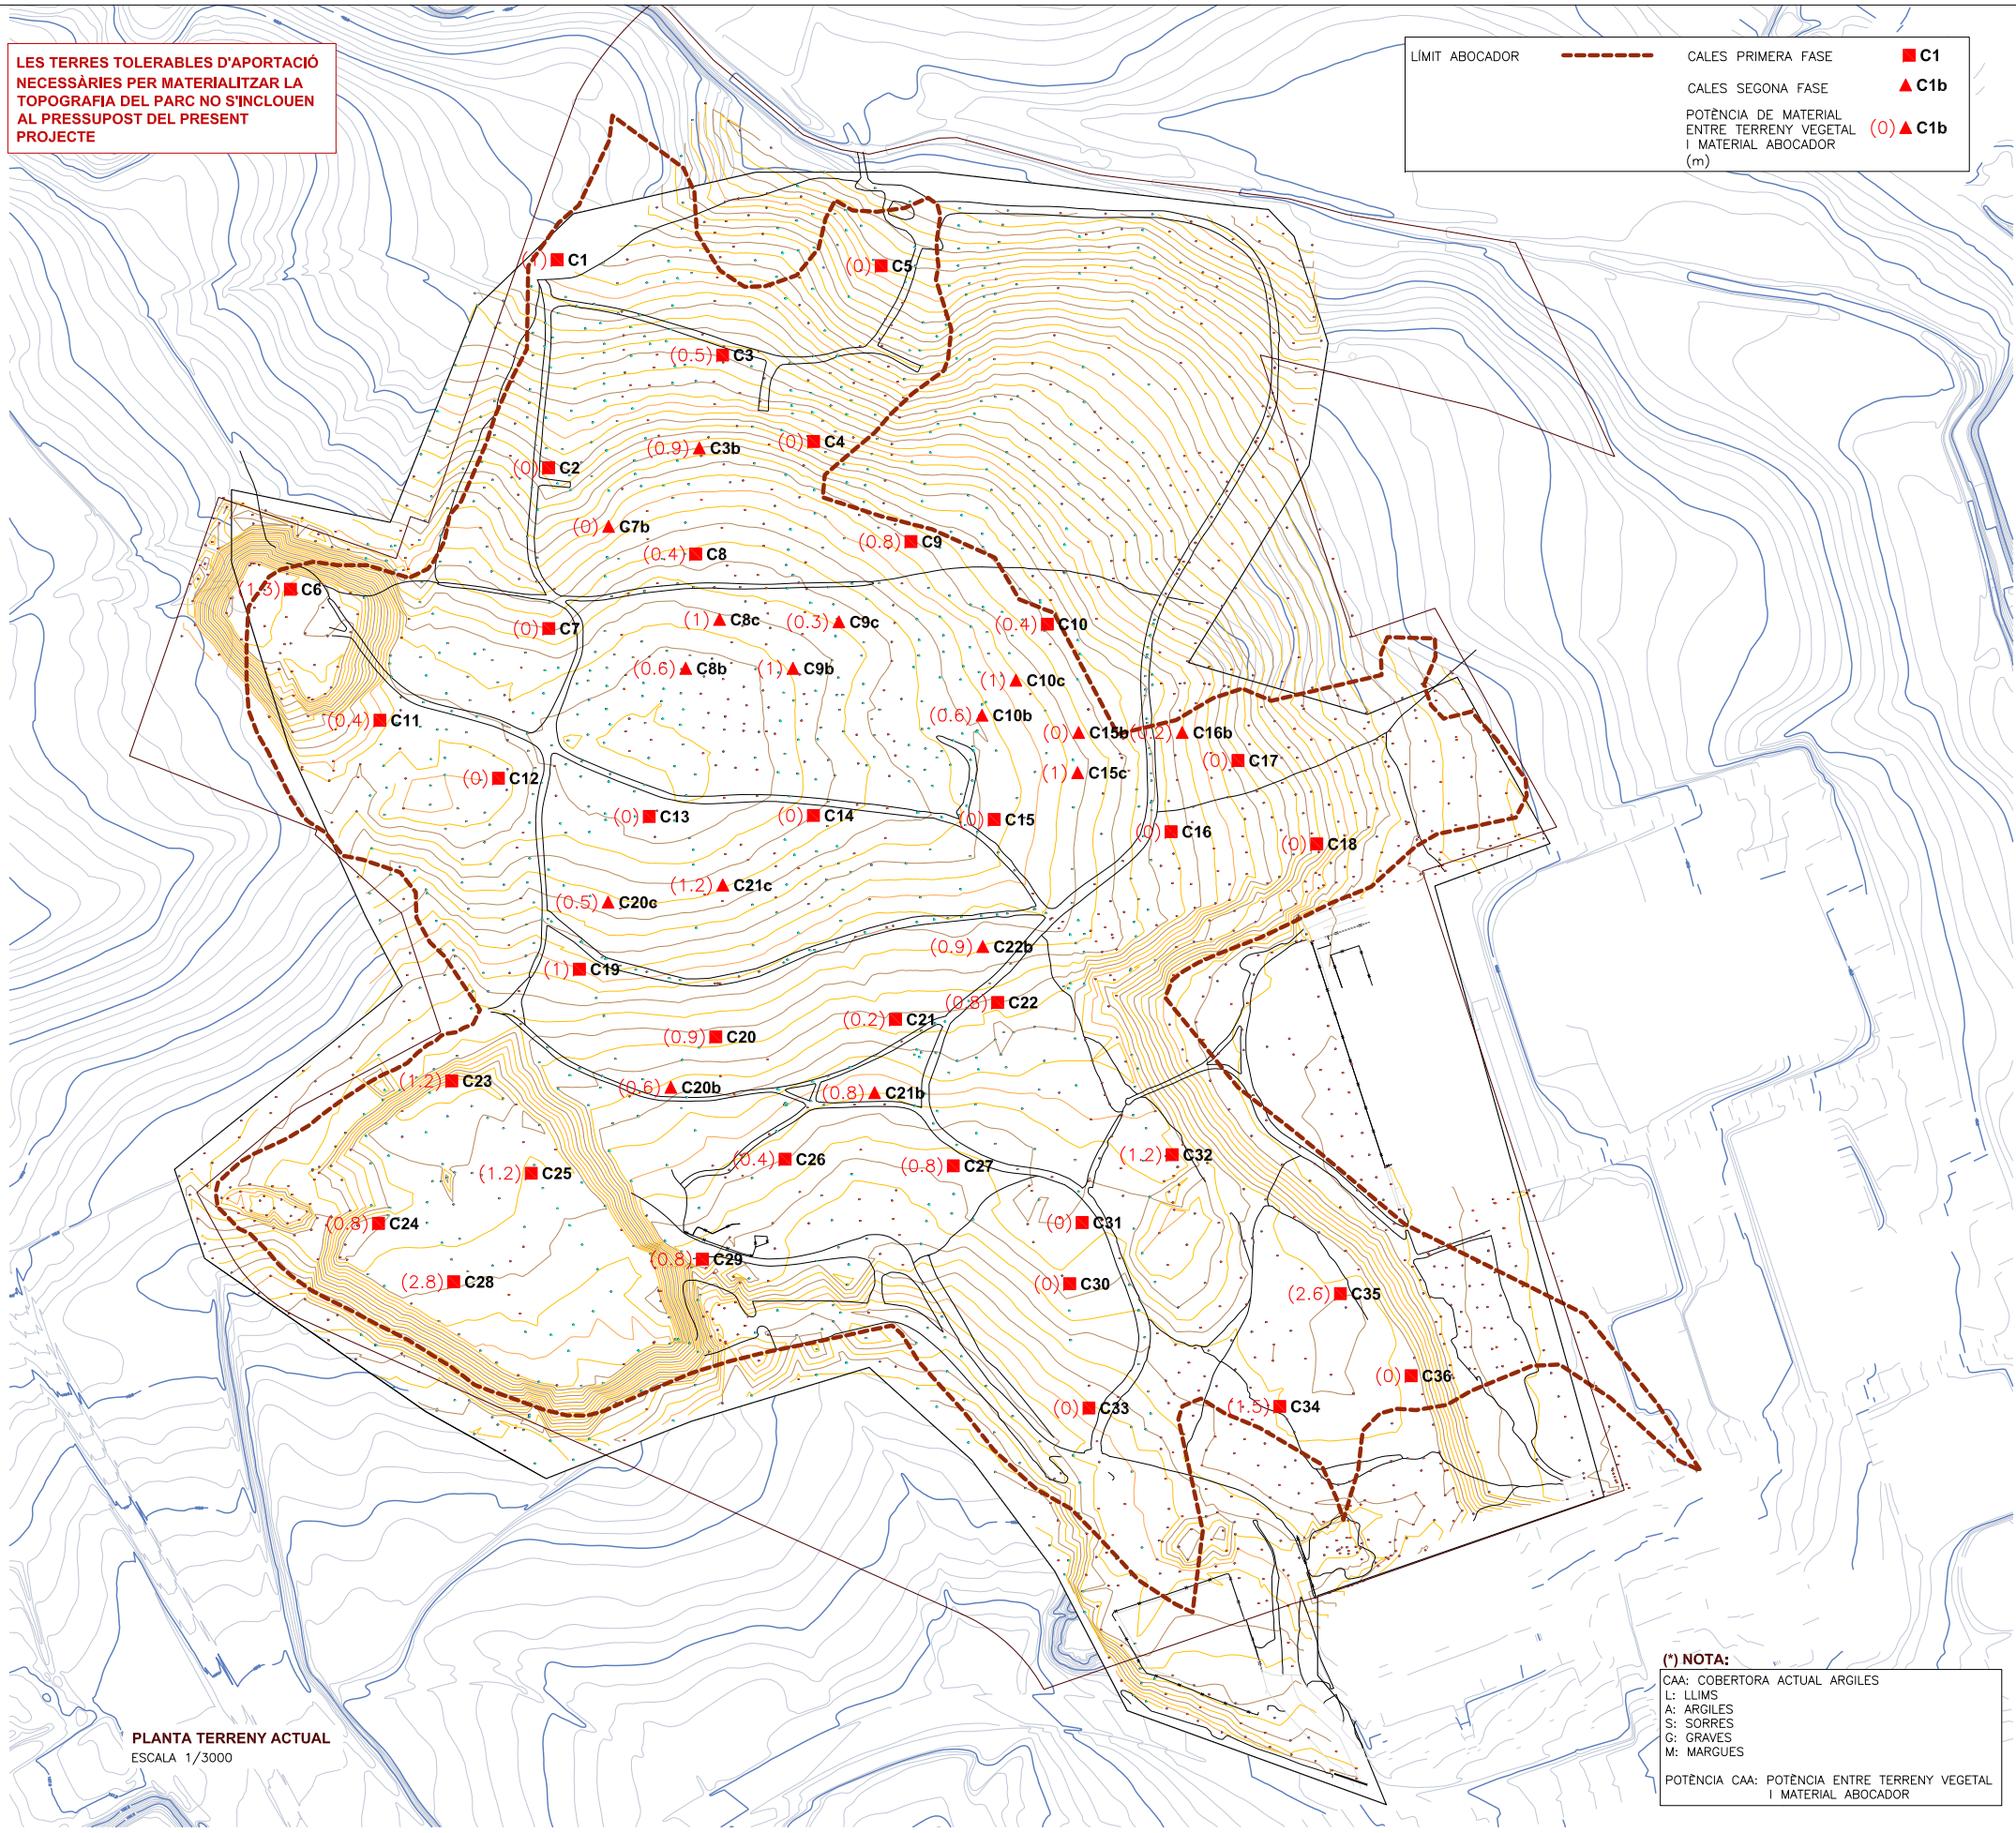 LES TERRES TOLERABLES D'APORTACIÓ
NECESSÀRIES PER MATERIALITZAR LA
TOPOGRAFIA DEL PARC NO S'INCLOUEN
AL PRESSUPOST DEL PRESENT
PROJECTE
LÍMIT ABOCADOR
CALES PRIMERA FASE
C1
CALES SEGONA FASE
C1b
POTÈNCIA DE MATERIAL
ENTRE TERRENY VEGETAL
I MATERIAL ABOCADOR
(m)
(0) C1b
(1) C1
(0) C5
(0.5) C3
(0) C4
(0.9) C3b
(0) C2
(0) C7b
(0.8) C9
(0.4) C8
(1.3) C6
(1) C8c
(0.3) C9c
(0.4) C10
(0) C7
(0.6) C8b
(1) C9b
(1) C10c
(0.6) C10b
(0.4) C11
(0) C15b
(0.2) C16b
(0) C17
(1) C15c
(0) C12
(0) C13
(0) C14
(0) C15
(0) C16
(0) C18
(1.2) C21c
(0.5) C20c
(0.9) C22b
(1) C19
(0.8) C22
(0.2) C21
(0.9) C20
(1.2) C23
(0.6) C20b
(0.8) C21b
(1.2) C32
(0.4) C26
(0.8) C27
(1.2) C25
(0.8) C24
(0) C31
(0.8) C29
(2.8) C28
(0) C30
(2.6) C35
(0) C36
(0) C33
(1.5) C34
(*) NOTA:
CAA: COBERTORA ACTUAL ARGILES
L: LLIMS
A: ARGILES
S: SORRES
G: GRAVES
M: MARGUES
POTÈNCIA CAA: POTÈNCIA ENTRE TERRENY VEGETAL
I MATERIAL ABOCADOR
PLANTA TERRENY ACTUAL
ESCALA 1/3000